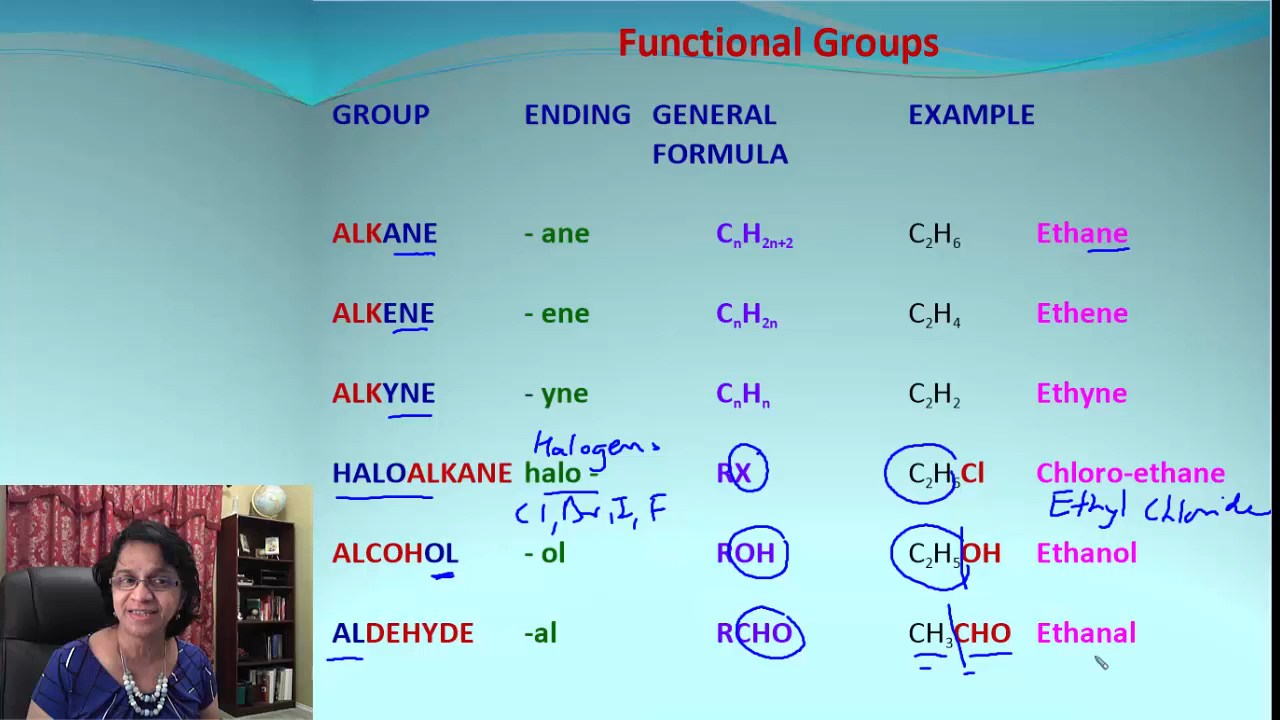 Functional Groups
GROUP ENDING GENERAL FORMULA EXAMPLE
ALKANE - ane CₙH₂ₙ₊₂ C₂H₆ Ethane
ALKENE - ene CₙH₂ₙ C₂H₄ Ethene
ALKYNE - yne CₙHₙ C₂H₂ Ethyne
Halogens
HALOALKANE halo - RX C₂H₅Cl Chloro-ethane
Cl, Br, I, F Ethyl Chloride
ALCOHOL - ol ROH C₂H₅OH Ethanol
ALDEHYDE -al RCHO CH₃CHO Ethanal